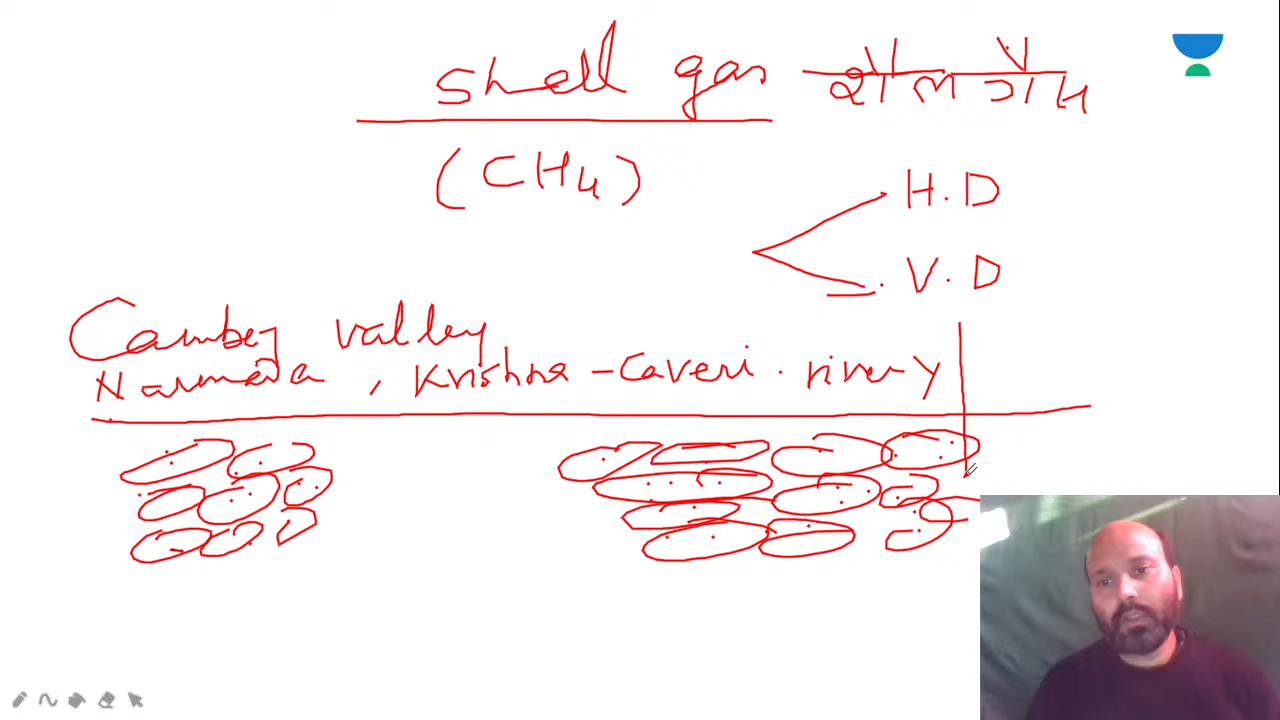 Shell gas शेल गैस
(CH4)
H.D
V.D
Cambey valley
Narmada, Krishna - Caveri. river y